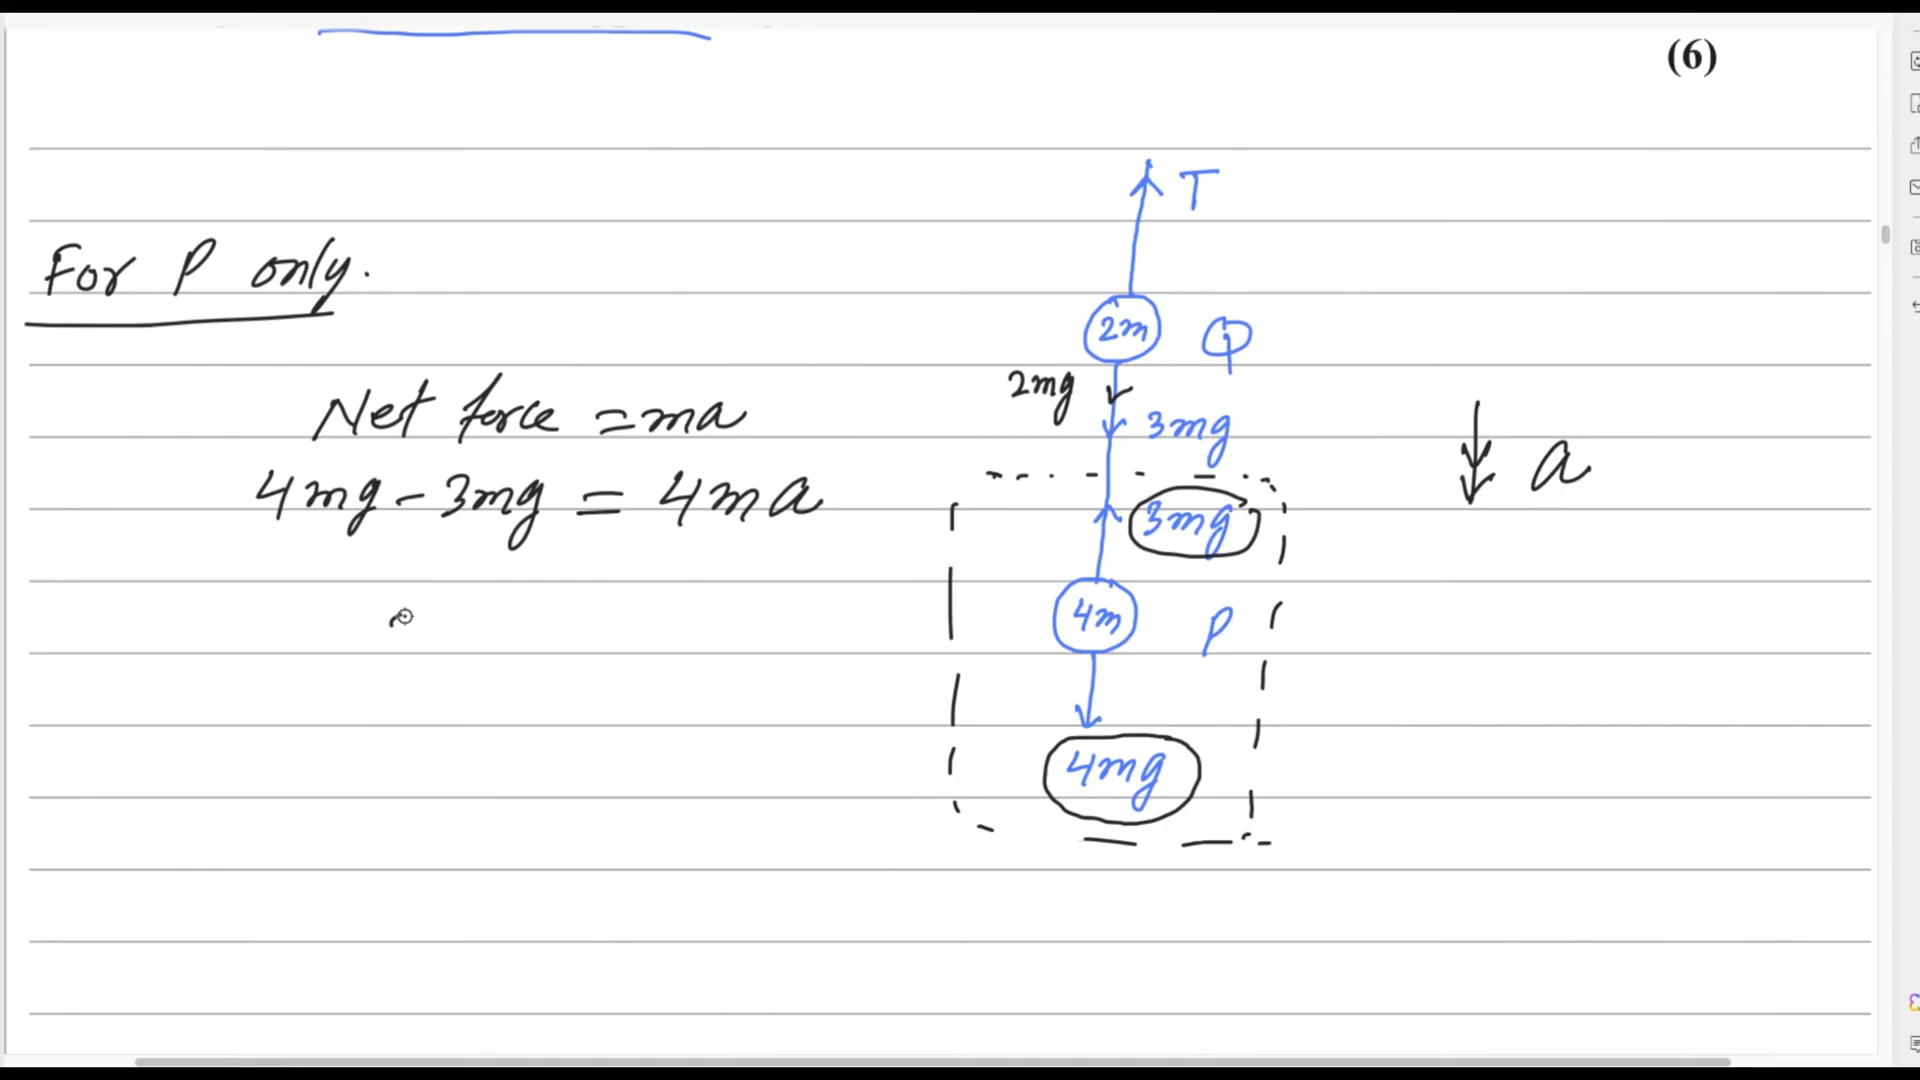 (6)
T
For P only.
2m Q
2mg
Net force = ma
3mg
a
4mg - 3mg = 4ma
3mg
4m P
4mg